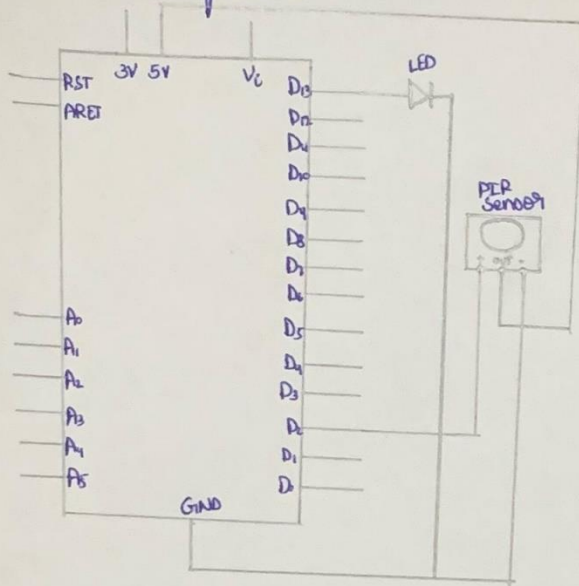 3V 5V Vi
RST
AREF
A0
A1
A2
A3
A4
A5
D13
D12
D11
D10
D9
D8
D7
D6
D5
D4
D3
D2
D1
D0
GND
LED
PIR
Sensor